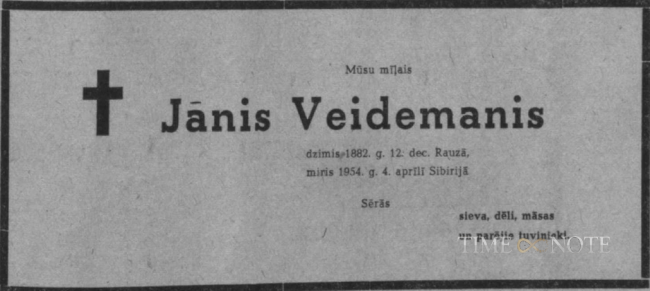 Mūsu mīļais
Jānis Veidemanis
dzimis 1882. g. 12. dec. Rauzā,
miris 1954. g. 4. aprīlī Sibirijā
Sērās
sieva, dēli, māsas
un parējie tuvinieki.
TIME NOTE